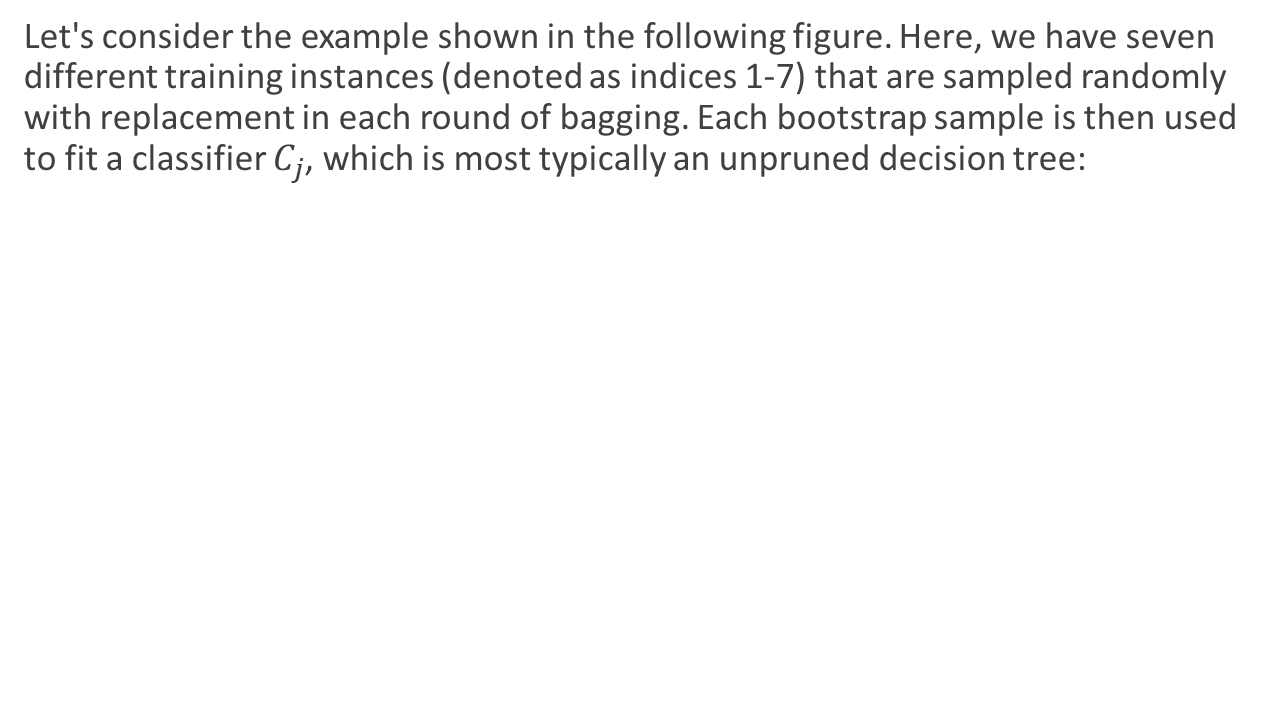 Let's consider the example shown in the following figure. Here, we have seven
different training instances (denoted as indices 1-7) that are sampled randomly
with replacement in each round of bagging. Each bootstrap sample is then used
to fit a classifier C_j, which is most typically an unpruned decision tree: